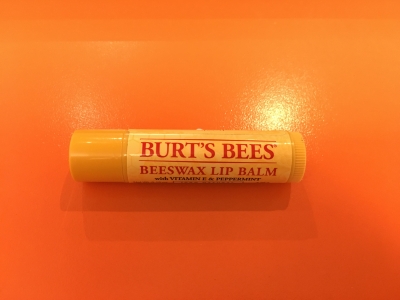 BURT'S BEES®
BEESWAX LIP BALM
with VITAMIN E & PEPPERMINT